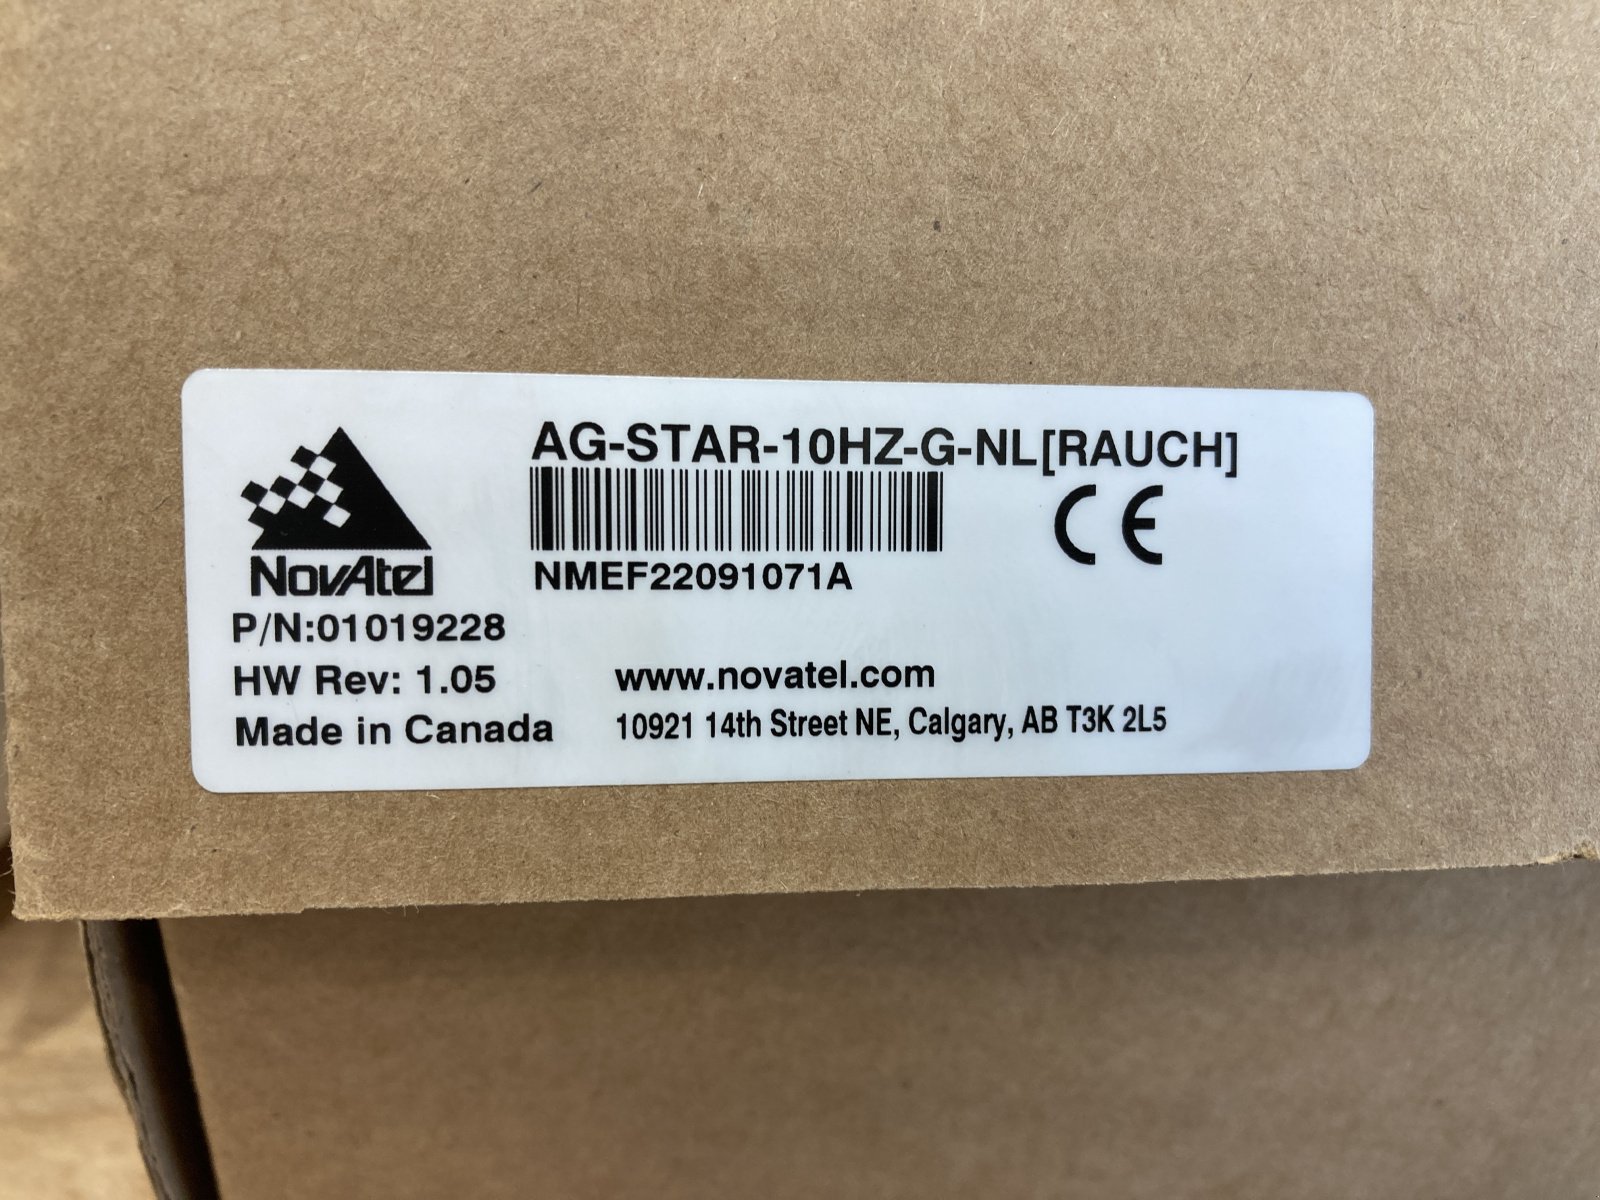 AG-STAR-10HZ-G-NL[RAUCH]
CE
NMEF22091071A
NovAtel
P/N:01019228
HW Rev: 1.05
www.novatel.com
Made in Canada
10921 14th Street NE, Calgary, AB T3K 2L5